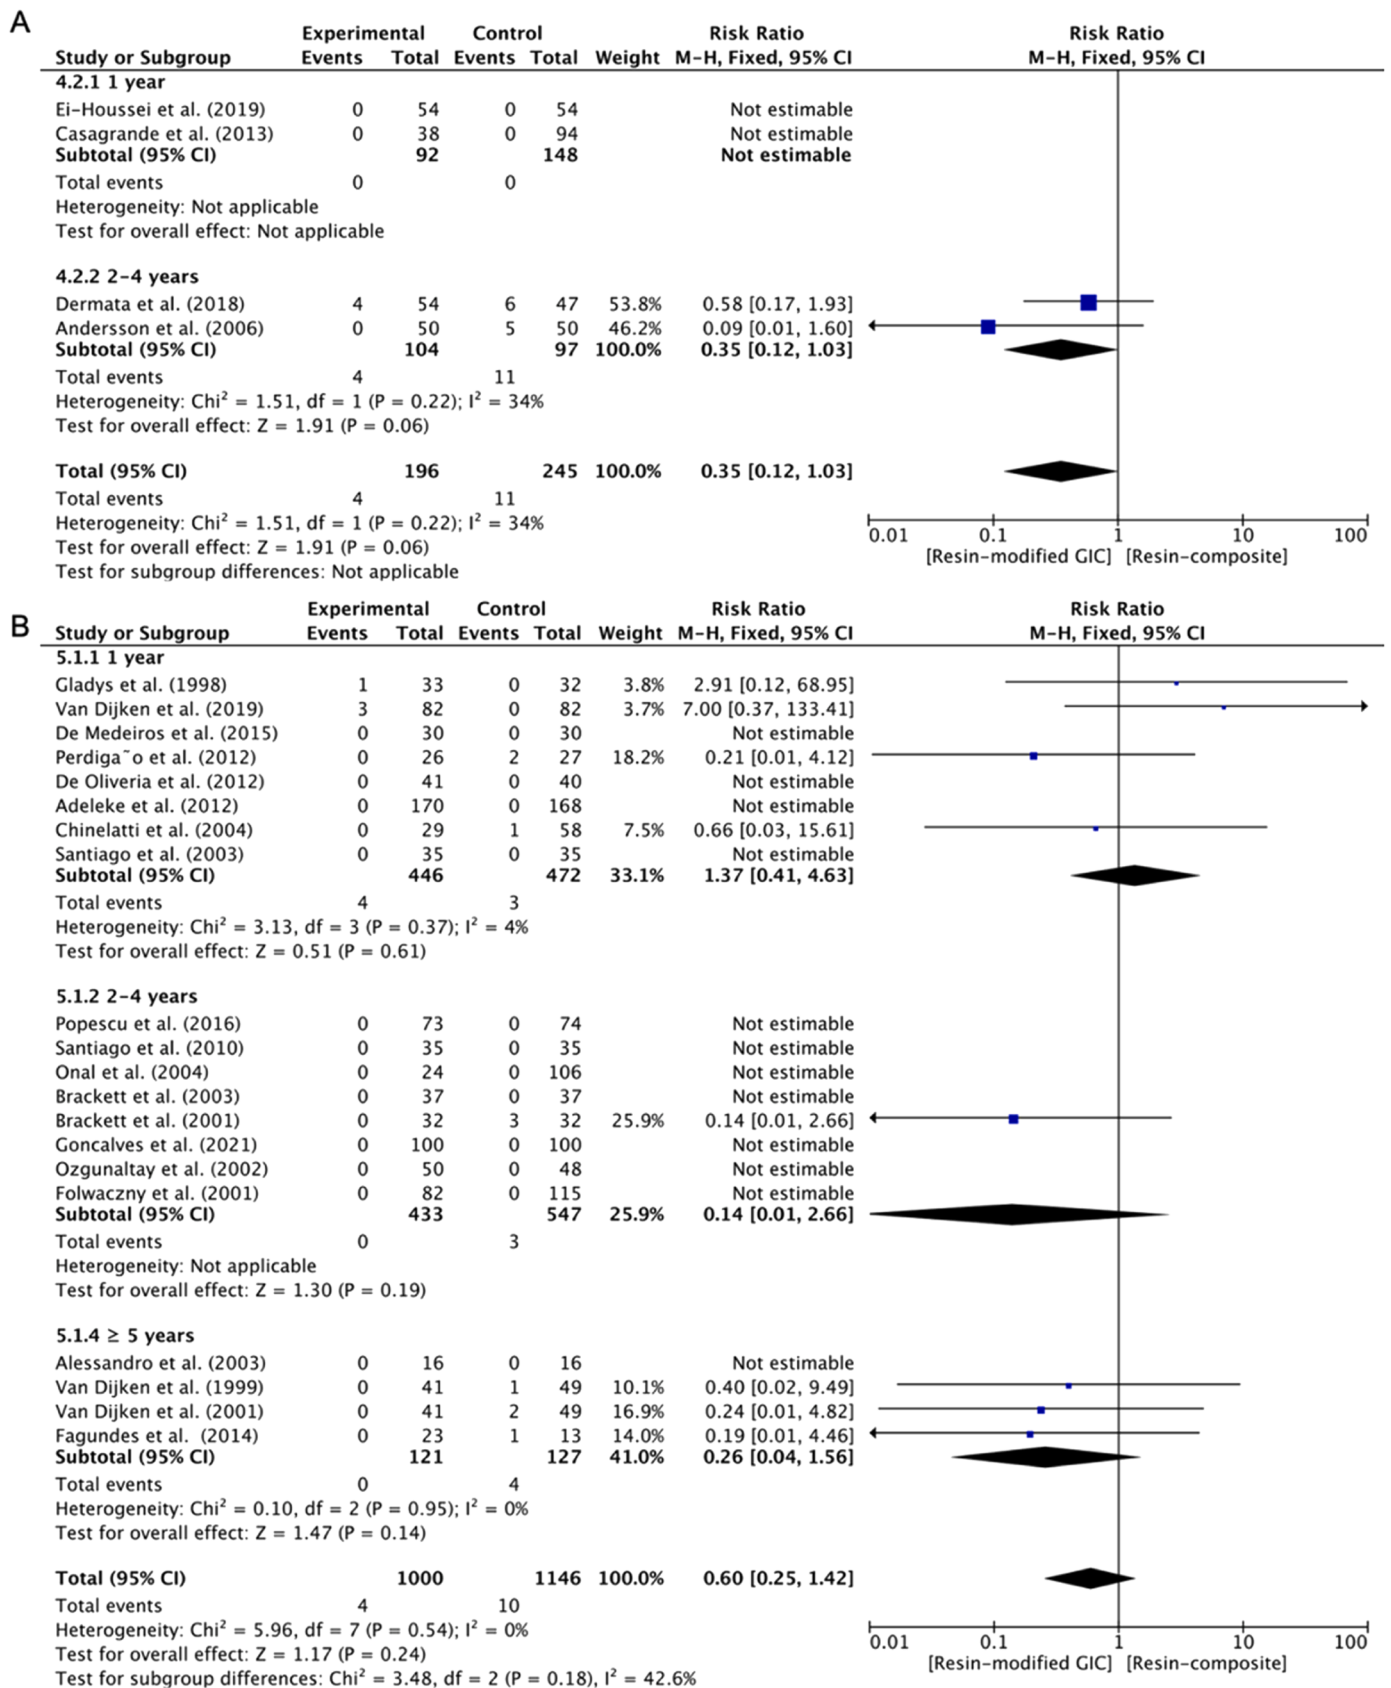 A
Experimental Control Risk Ratio Risk Ratio
Study or Subgroup Events Total Events Total Weight M-H, Fixed, 95% CI M-H, Fixed, 95% CI
4.2.1 1 year
Ei-Houssei et al. (2019) 0 54 0 54 Not estimable
Casagrande et al. (2013) 0 38 0 94 Not estimable
Subtotal (95% CI) 92 148 Not estimable
Total events 0 0
Heterogeneity: Not applicable
Test for overall effect: Not applicable
4.2.2 2-4 years
Dermata et al. (2018) 4 54 6 47 53.8% 0.58 [0.17, 1.93]
Andersson et al. (2006) 0 50 5 50 46.2% 0.09 [0.01, 1.60]
Subtotal (95% CI) 104 97 100.0% 0.35 [0.12, 1.03]
Total events 4 11
Heterogeneity: Chi² = 1.51, df = 1 (P = 0.22); I² = 34%
Test for overall effect: Z = 1.91 (P = 0.06)
Total (95% CI) 196 245 100.0% 0.35 [0.12, 1.03]
Total events 4 11
Heterogeneity: Chi² = 1.51, df = 1 (P = 0.22); I² = 34%
Test for overall effect: Z = 1.91 (P = 0.06)
Test for subgroup differences: Not applicable
0.01 0.1 1 10 100
[Resin-modified GIC] [Resin-composite]
B
Experimental Control Risk Ratio Risk Ratio
Study or Subgroup Events Total Events Total Weight M-H, Fixed, 95% CI M-H, Fixed, 95% CI
5.1.1 1 year
Gladys et al. (1998) 1 33 0 32 3.8% 2.91 [0.12, 68.95]
Van Dijken et al. (2019) 3 82 0 82 3.7% 7.00 [0.37, 133.41]
De Medeiros et al. (2015) 0 30 0 30 Not estimable
Perdiga˜o et al. (2012) 0 26 2 27 18.2% 0.21 [0.01, 4.12]
De Oliveria et al. (2012) 0 41 0 40 Not estimable
Adeleke et al. (2012) 0 170 0 168 Not estimable
Chinelatti et al. (2004) 0 29 1 58 7.5% 0.66 [0.03, 15.61]
Santiago et al. (2003) 0 35 0 35 Not estimable
Subtotal (95% CI) 446 472 33.1% 1.37 [0.41, 4.63]
Total events 4 3
Heterogeneity: Chi² = 3.13, df = 3 (P = 0.37); I² = 4%
Test for overall effect: Z = 0.51 (P = 0.61)
5.1.2 2-4 years
Popescu et al. (2016) 0 73 0 74 Not estimable
Santiago et al. (2010) 0 35 0 35 Not estimable
Onal et al. (2004) 0 24 0 106 Not estimable
Brackett et al. (2003) 0 37 0 37 Not estimable
Brackett et al. (2001) 0 32 3 32 25.9% 0.14 [0.01, 2.66]
Goncalves et al. (2021) 0 100 0 100 Not estimable
Ozgunaltay et al. (2002) 0 50 0 48 Not estimable
Folwaczny et al. (2001) 0 82 0 115 Not estimable
Subtotal (95% CI) 433 547 25.9% 0.14 [0.01, 2.66]
Total events 0 3
Heterogeneity: Not applicable
Test for overall effect: Z = 1.30 (P = 0.19)
5.1.4 ≥ 5 years
Alessandro et al. (2003) 0 16 0 16 Not estimable
Van Dijken et al. (1999) 0 41 1 49 10.1% 0.40 [0.02, 9.49]
Van Dijken et al. (2001) 0 41 2 49 16.9% 0.24 [0.01, 4.82]
Fagundes et al. (2014) 0 23 1 13 14.0% 0.19 [0.01, 4.46]
Subtotal (95% CI) 121 127 41.0% 0.26 [0.04, 1.56]
Total events 0 4
Heterogeneity: Chi² = 0.10, df = 2 (P = 0.95); I² = 0%
Test for overall effect: Z = 1.47 (P = 0.14)
Total (95% CI) 1000 1146 100.0% 0.60 [0.25, 1.42]
Total events 4 10
Heterogeneity: Chi² = 5.96, df = 7 (P = 0.54); I² = 0%
Test for overall effect: Z = 1.17 (P = 0.24)
Test for subgroup differences: Chi² = 3.48, df = 2 (P = 0.18), I² = 42.6%
0.01 0.1 1 10 100
[Resin-modified GIC] [Resin-composite]